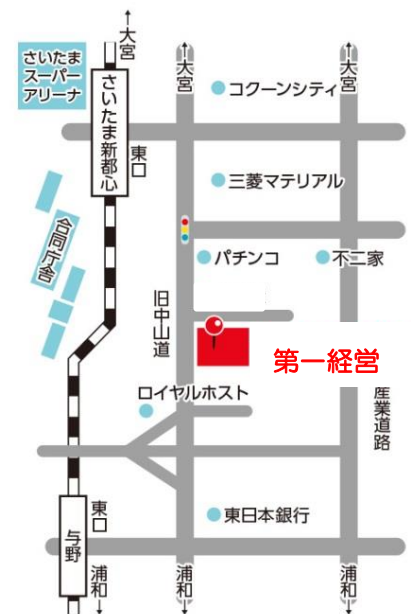 ↑大宮
さいたま
スーパー
アリーナ
さいたま新都心
東口
↑大宮
コクーンシティ
↑大宮
三菱マテリアル
合同庁舎
パチンコ
不二家
旧中山道
第一経営
ロイヤルホスト
産業道路
東口
与野
東日本銀行
浦和↓
浦和↓
浦和↓